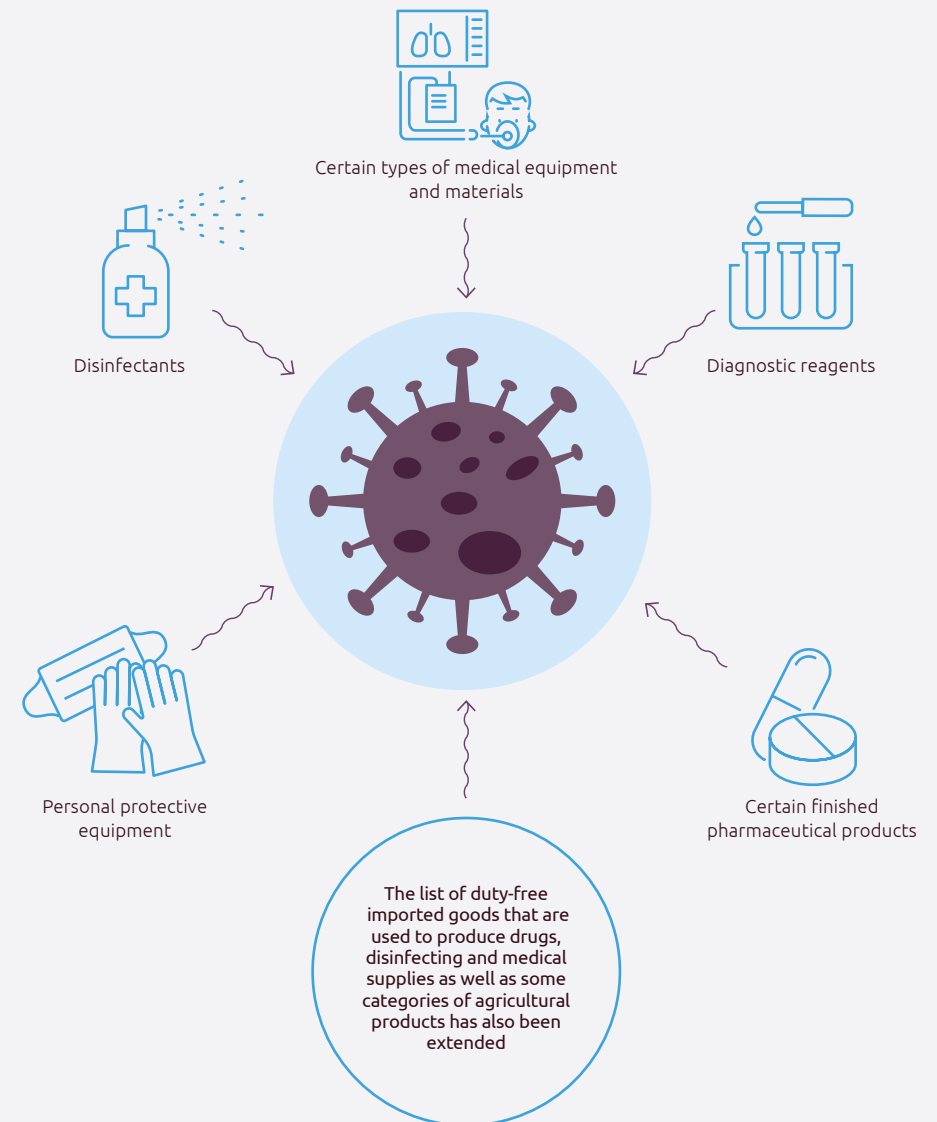 Certain types of medical equipment
and materials
Disinfectants
Diagnostic reagents
Personal protective
equipment
Certain finished
pharmaceutical products
The list of duty-free
imported goods that are
used to produce drugs,
disinfecting and medical
supplies as well as some
categories of agricultural
products has also been
extended